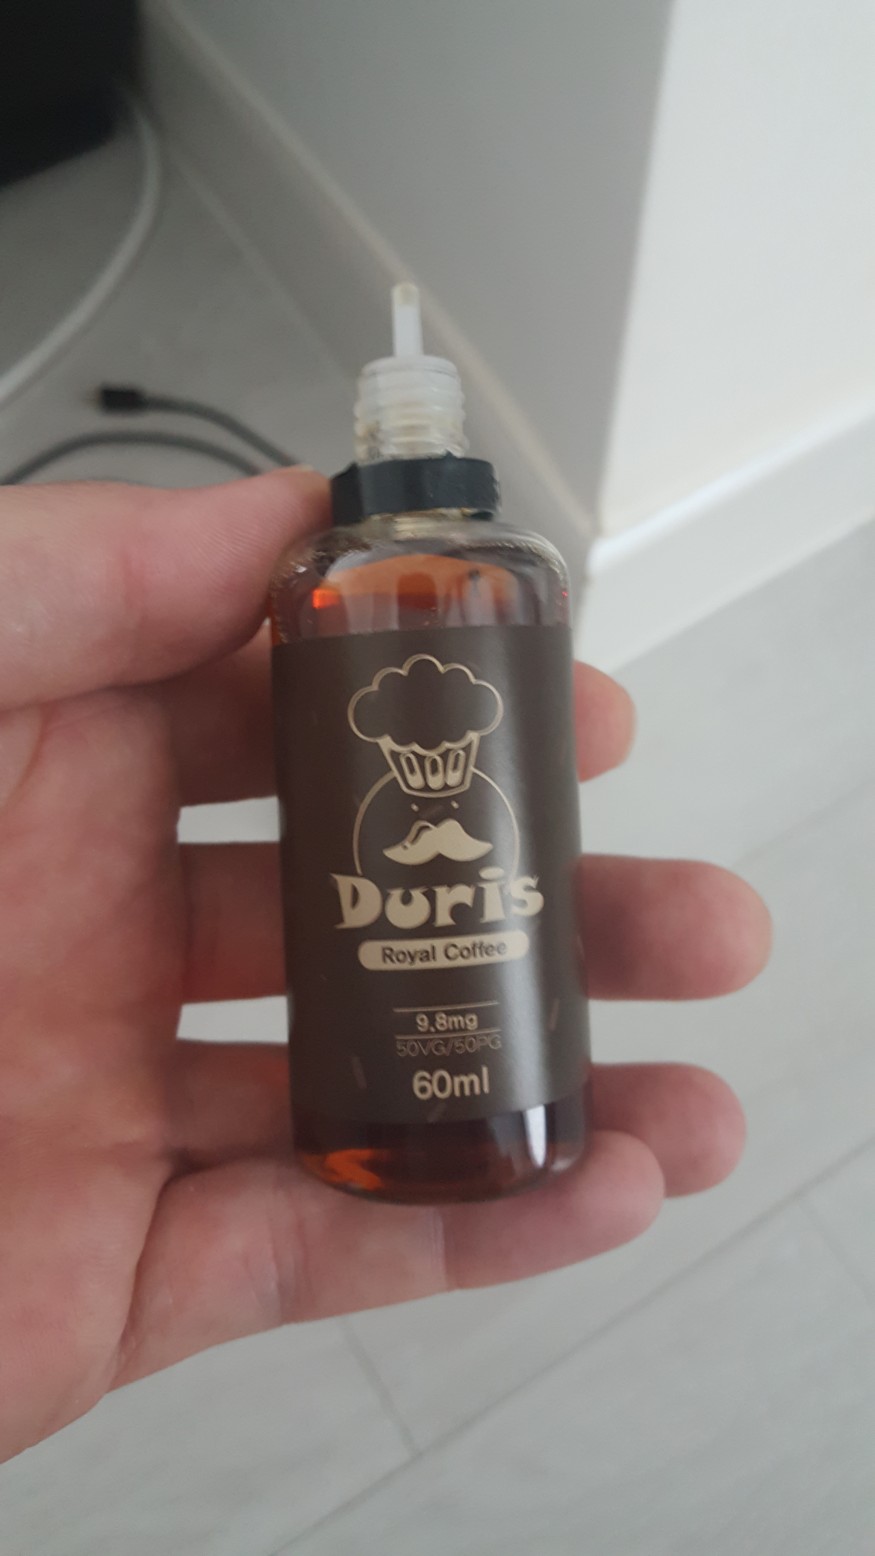 Duris
Royal Coffee
9.8mg
50VG/50PG
60ml